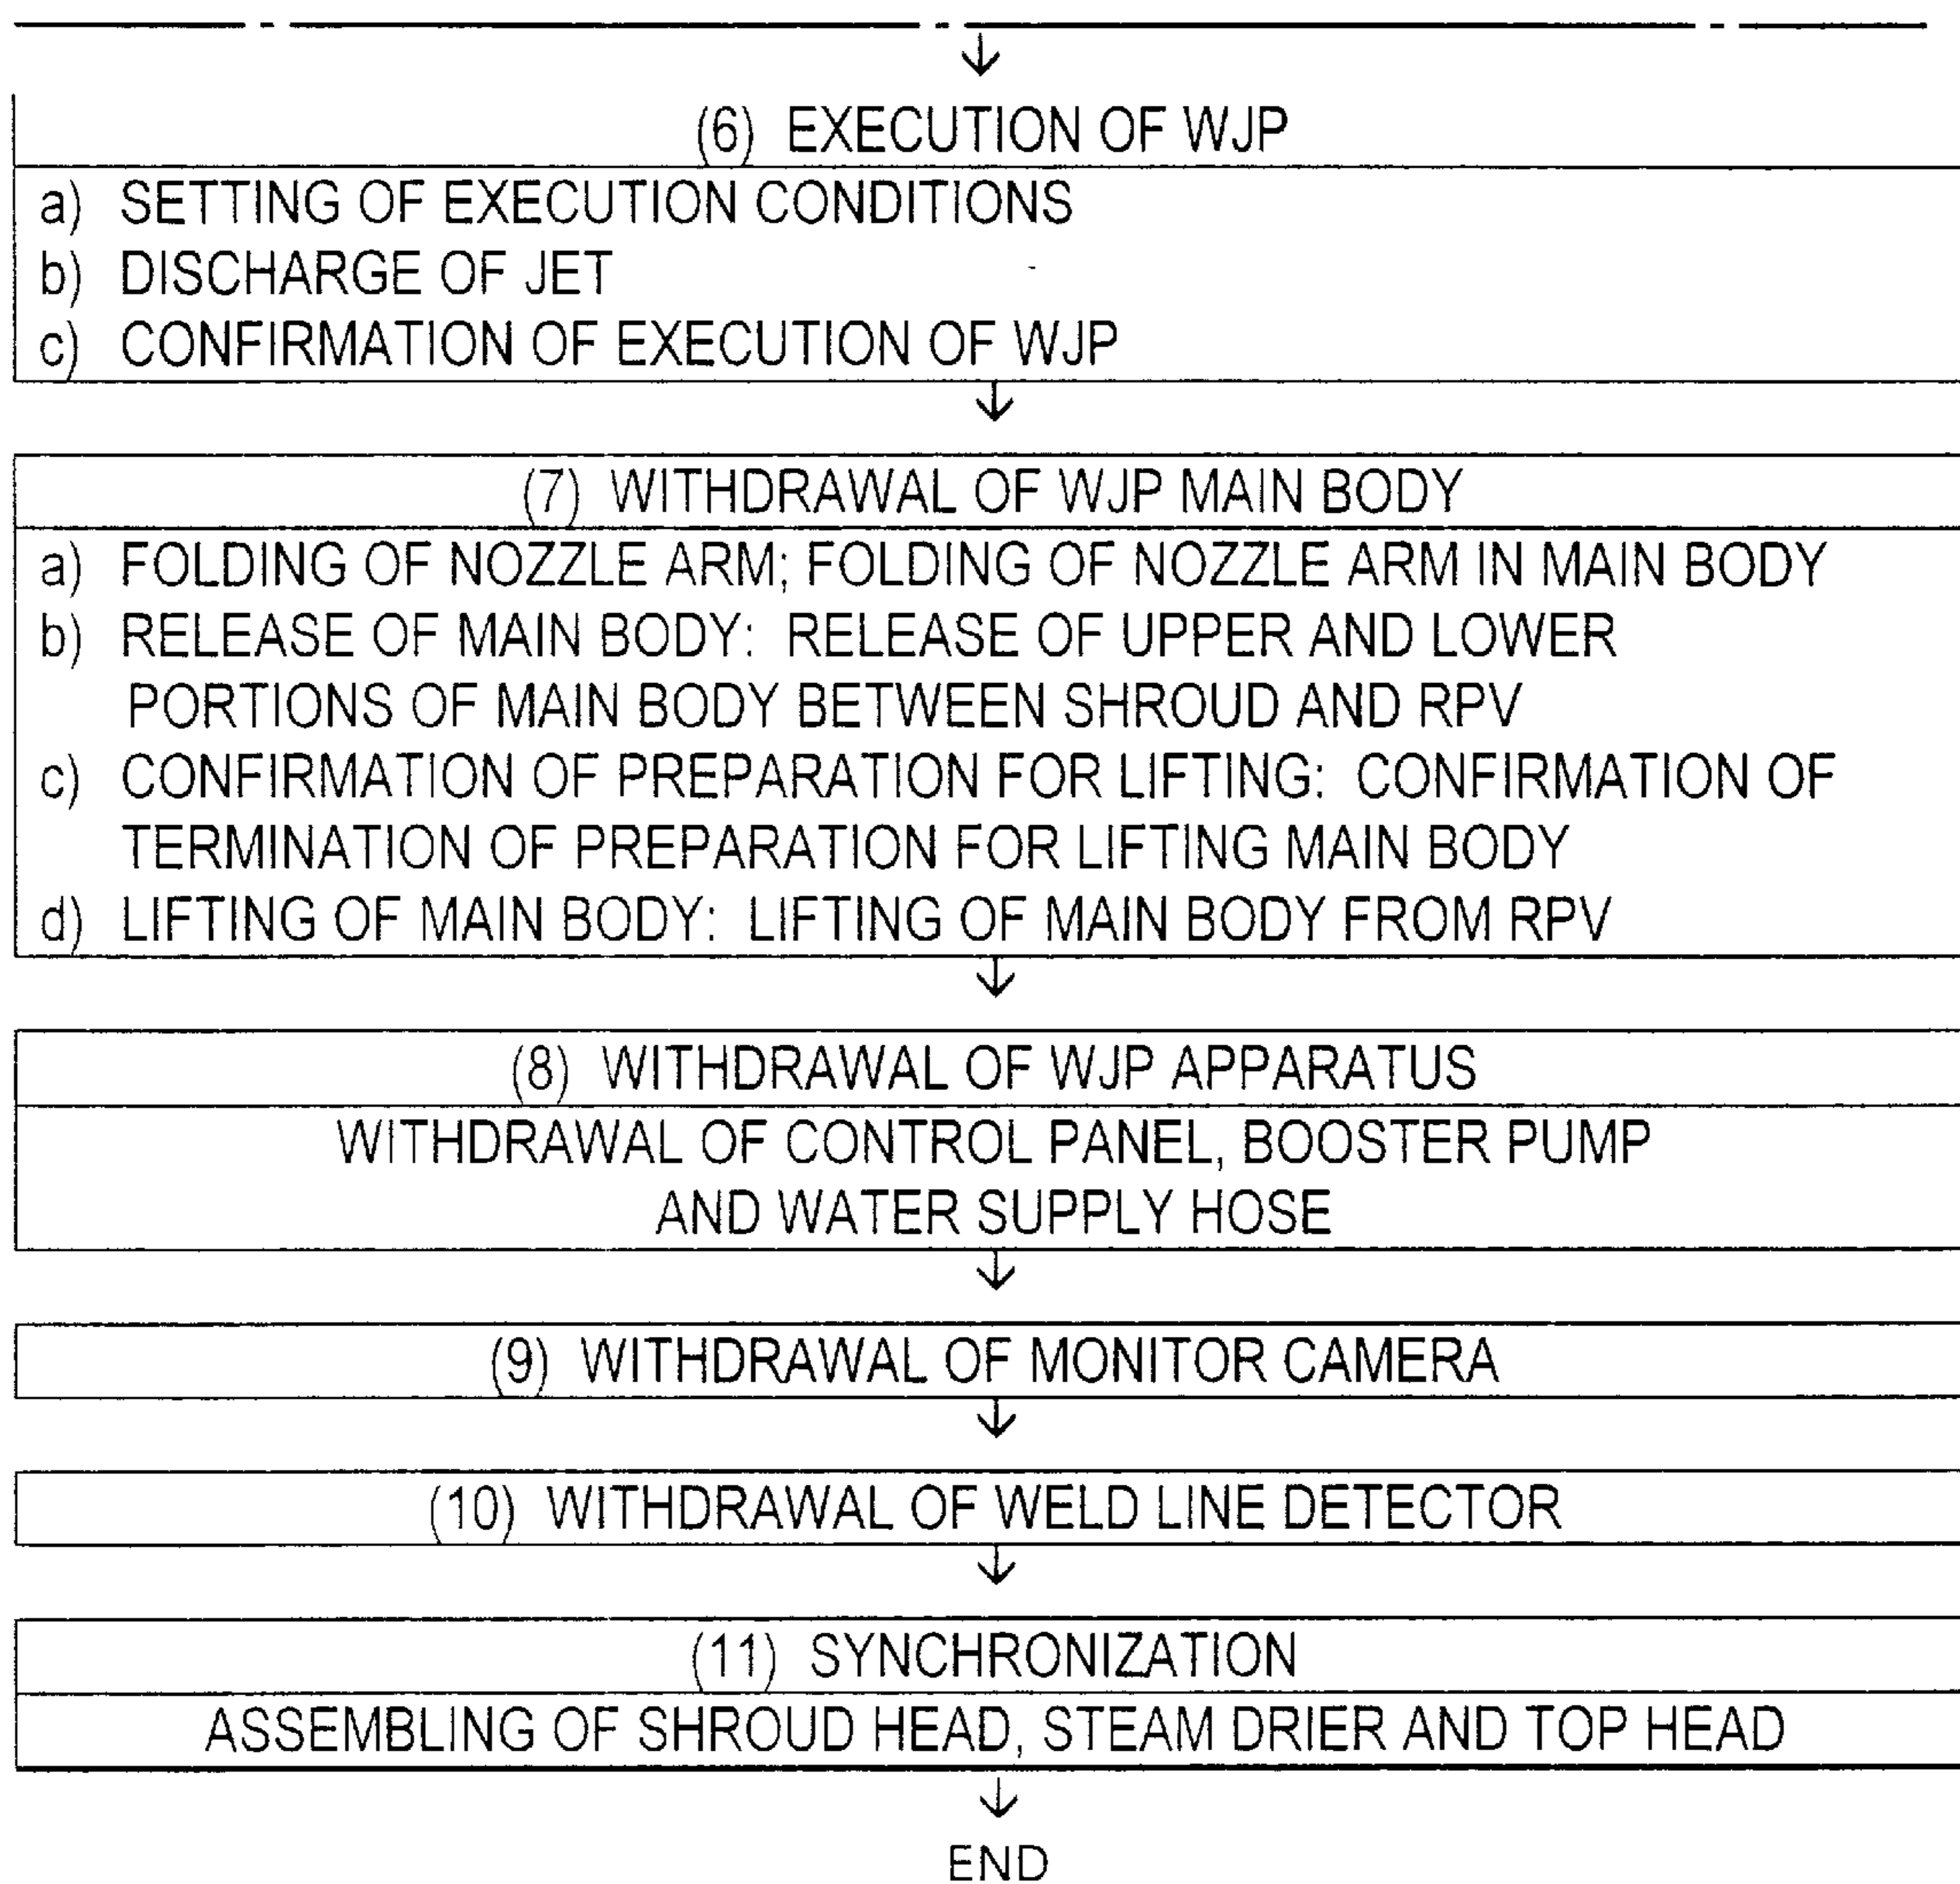 (6) EXECUTION OF WJP
a) SETTING OF EXECUTION CONDITIONS
b) DISCHARGE OF JET
c) CONFIRMATION OF EXECUTION OF WJP
(7) WITHDRAWAL OF WJP MAIN BODY
a) FOLDING OF NOZZLE ARM; FOLDING OF NOZZLE ARM IN MAIN BODY
b) RELEASE OF MAIN BODY: RELEASE OF UPPER AND LOWER
PORTIONS OF MAIN BODY BETWEEN SHROUD AND RPV
c) CONFIRMATION OF PREPARATION FOR LIFTING: CONFIRMATION OF
TERMINATION OF PREPARATION FOR LIFTING MAIN BODY
d) LIFTING OF MAIN BODY: LIFTING OF MAIN BODY FROM RPV
(8) WITHDRAWAL OF WJP APPARATUS
WITHDRAWAL OF CONTROL PANEL, BOOSTER PUMP
AND WATER SUPPLY HOSE
(9) WITHDRAWAL OF MONITOR CAMERA
(10) WITHDRAWAL OF WELD LINE DETECTOR
(11) SYNCHRONIZATION
ASSEMBLING OF SHROUD HEAD, STEAM DRIER AND TOP HEAD
END